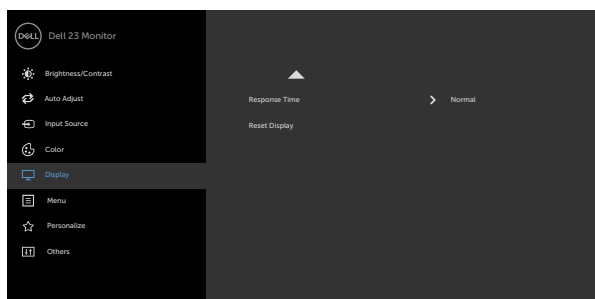 DELL Dell 23 Monitor
Brightness/Contrast
Auto Adjust
Response Time Normal
Input Source
Reset Display
Color
Display
Menu
Personalize
Others